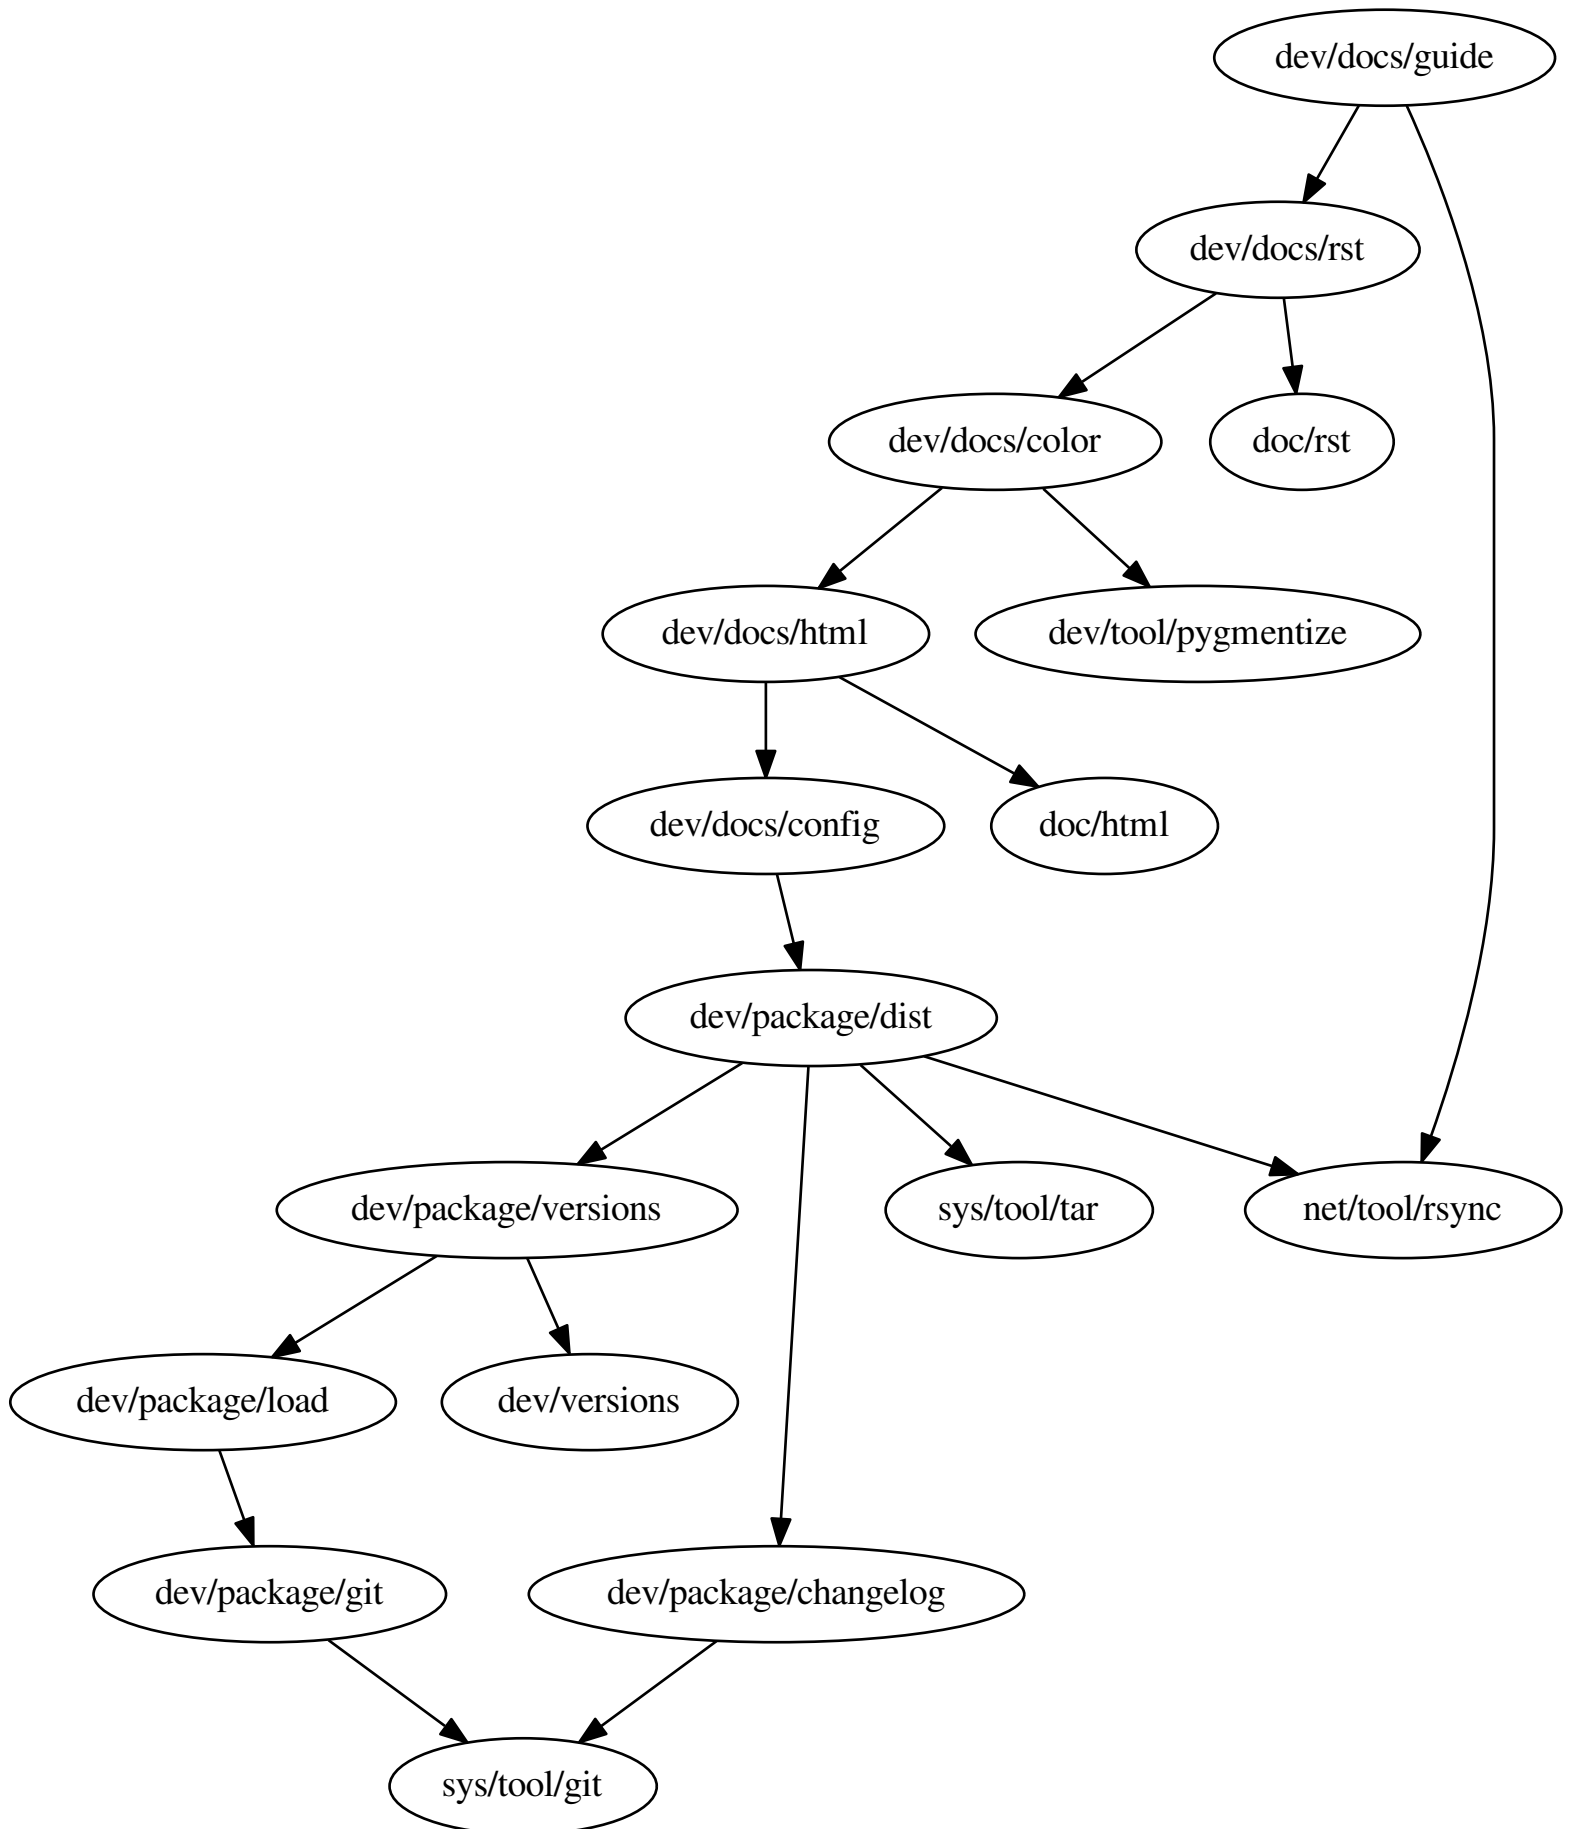 dev/docs/guide
dev/docs/rst
dev/docs/color
doc/rst
dev/docs/html
dev/tool/pygmentize
dev/docs/config
doc/html
dev/package/dist
dev/package/versions
sys/tool/tar
net/tool/rsync
dev/package/load
dev/versions
dev/package/git
dev/package/changelog
sys/tool/git